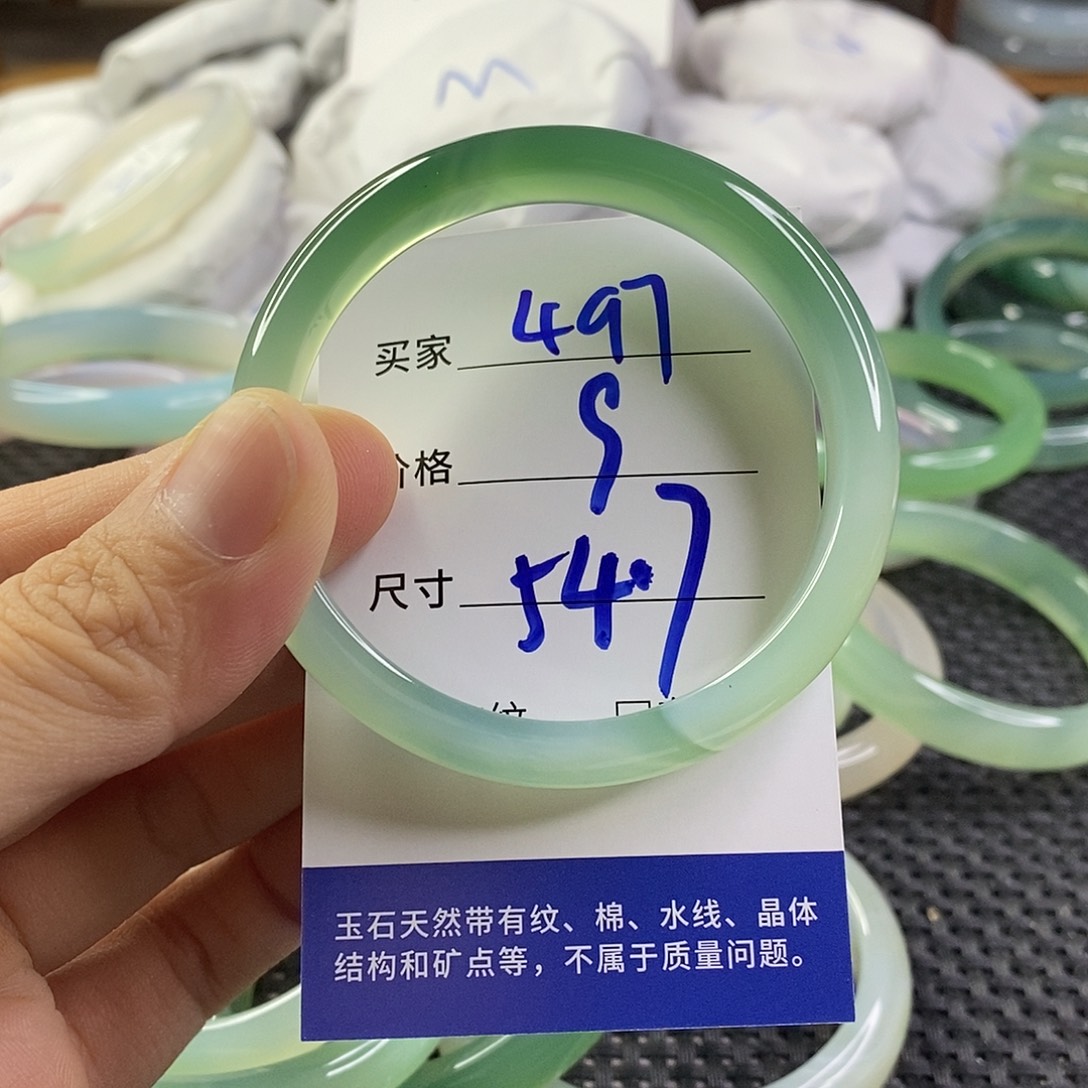 M
买家 497
价格 S
尺寸 54.7
纹
玉石天然带有纹、棉、水线、晶体
结构和矿点等，不属于质量问题。